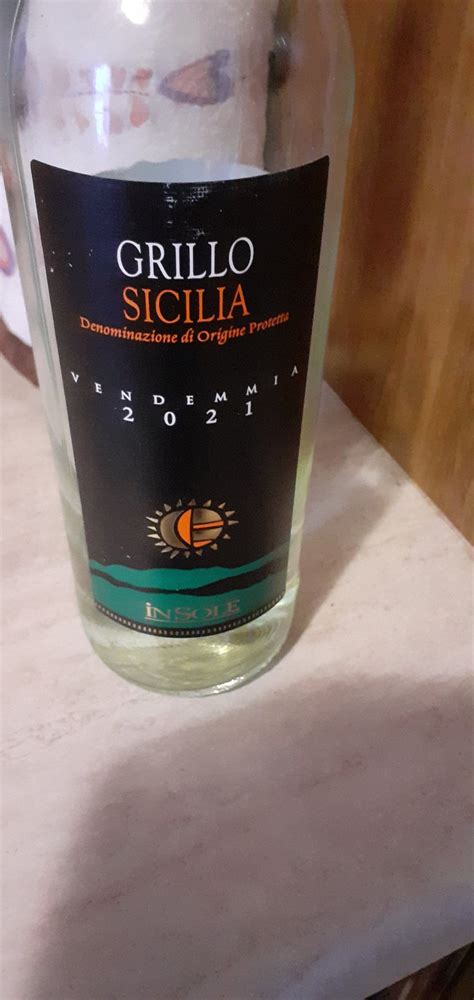 GRILLO
SICILIA
Denominazione di Origine Protetta
VENDEMMIA
2021
INSOLE